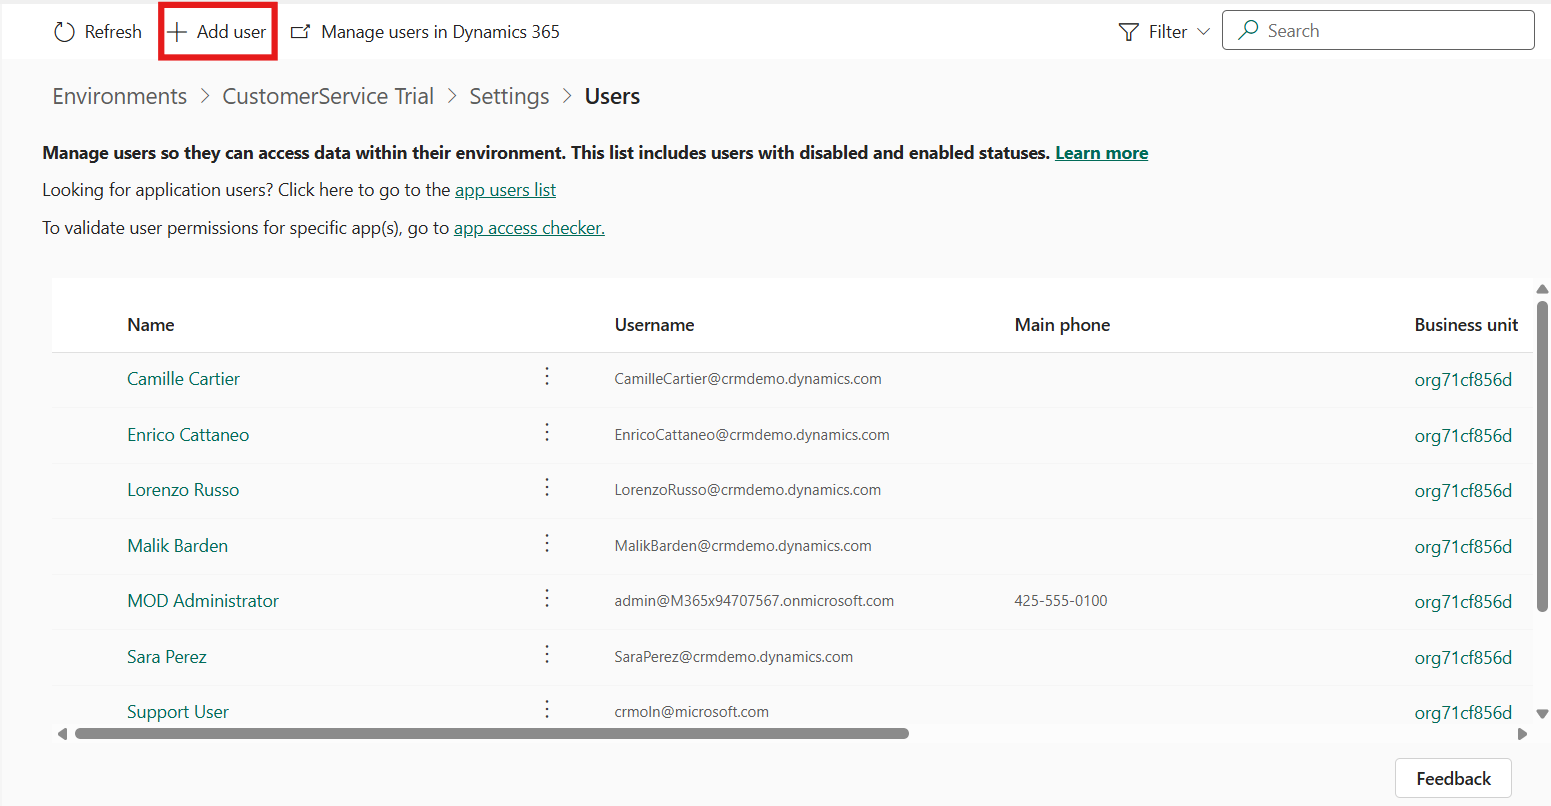 Refresh Add user Manage users in Dynamics 365 Filter Search
Environments > CustomerService Trial > Settings > Users
Manage users so they can access data within their environment. This list includes users with disabled and enabled statuses. Learn more
Looking for application users? Click here to go to the app users list
To validate user permissions for specific app(s), go to app access checker.
Name Username Main phone Business unit
Camille Cartier CamilleCartier@crmdemo.dynamics.com org71cf856d
Enrico Cattaneo EnricoCattaneo@crmdemo.dynamics.com org71cf856d
Lorenzo Russo LorenzoRusso@crmdemo.dynamics.com org71cf856d
Malik Barden MalikBarden@crmdemo.dynamics.com org71cf856d
MOD Administrator admin@M365x94707567.onmicrosoft.com 425-555-0100 org71cf856d
Sara Perez SaraPerez@crmdemo.dynamics.com org71cf856d
Support User crmoln@microsoft.com org71cf856d
Feedback